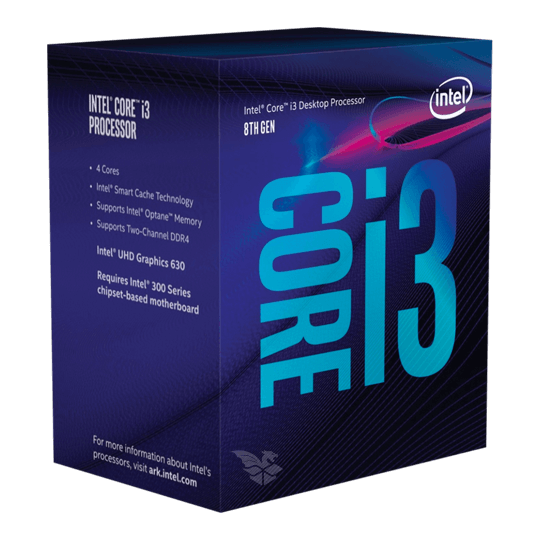 INTEL® CORE™ i3
PROCESSOR
• 4 Cores
• Intel® Smart Cache Technology
• Supports Intel® Optane™ Memory
• Supports Two-Channel DDR4
Intel® UHD Graphics 630
Requires Intel® 300 Series
chipset-based motherboard
For more information about Intel's
processors, visit ark.intel.com
Intel® Core™ i3 Desktop Processor
8TH GEN
intel®
CORE
i3